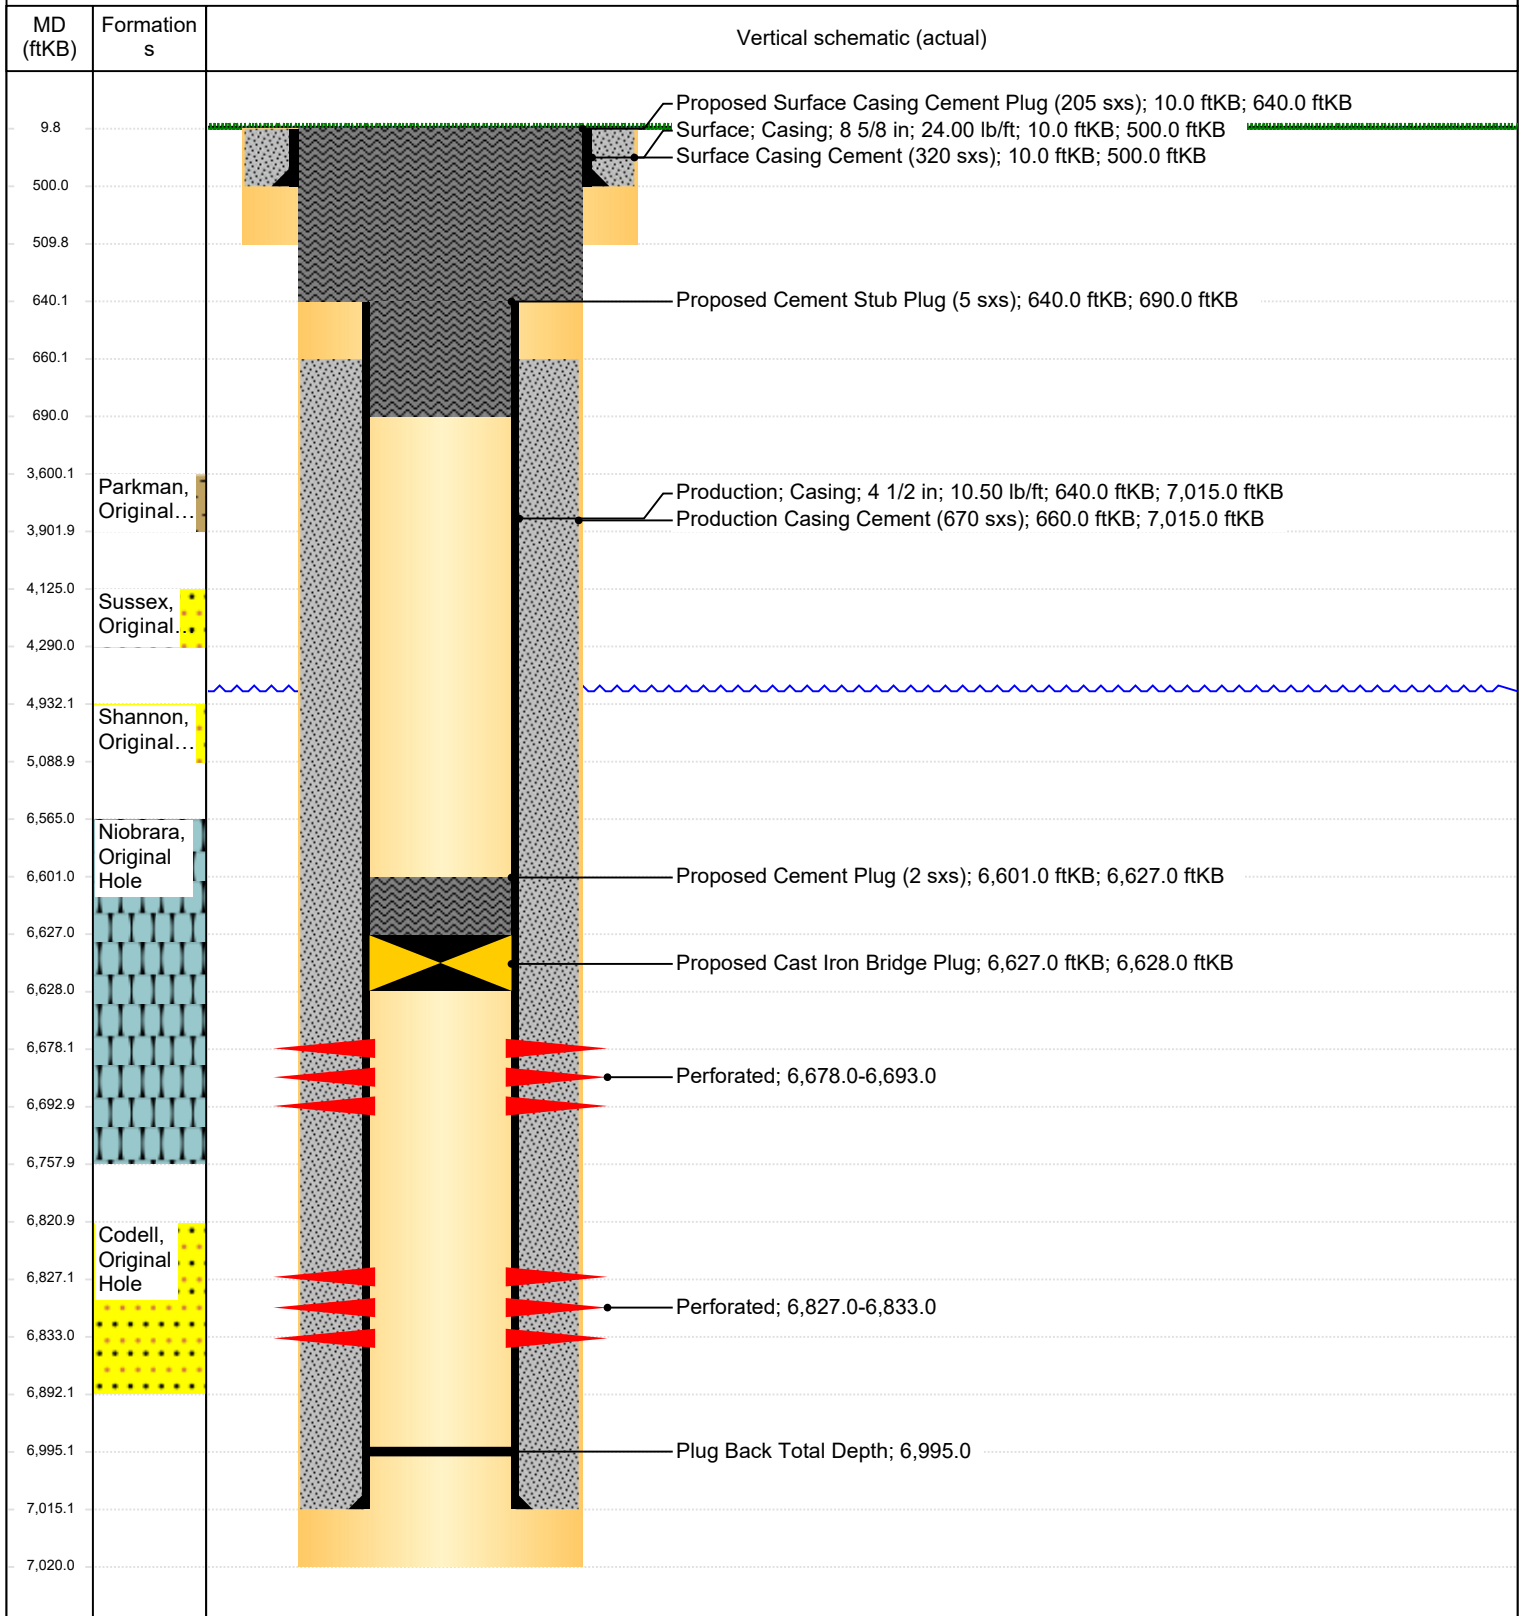 MD
(ftKB)
Formation
s
Vertical schematic (actual)
9.8
500.0
509.8
640.1
660.1
690.0
3,600.1
3,901.9
4,125.0
4,290.0
4,932.1
5,088.9
6,565.0
6,601.0
6,627.0
6,628.0
6,678.1
6,692.9
6,757.9
6,820.9
6,827.1
6,833.0
6,892.1
6,995.1
7,015.1
7,020.0
Parkman,
Original...
Sussex,
Original...
Shannon,
Original...
Niobrara,
Original
Hole
Codell,
Original
Hole
Proposed Surface Casing Cement Plug (205 sxs); 10.0 ftKB; 640.0 ftKB
Surface; Casing; 8 5/8 in; 24.00 lb/ft; 10.0 ftKB; 500.0 ftKB
Surface Casing Cement (320 sxs); 10.0 ftKB; 500.0 ftKB
Proposed Cement Stub Plug (5 sxs); 640.0 ftKB; 690.0 ftKB
Production; Casing; 4 1/2 in; 10.50 lb/ft; 640.0 ftKB; 7,015.0 ftKB
Production Casing Cement (670 sxs); 660.0 ftKB; 7,015.0 ftKB
Proposed Cement Plug (2 sxs); 6,601.0 ftKB; 6,627.0 ftKB
Proposed Cast Iron Bridge Plug; 6,627.0 ftKB; 6,628.0 ftKB
Perforated; 6,678.0-6,693.0
Perforated; 6,827.0-6,833.0
Plug Back Total Depth; 6,995.0